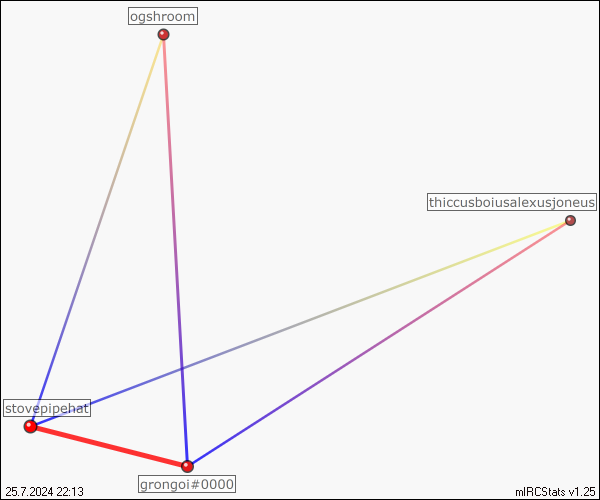 ogshroom
thiccusboiusalexusjoneus
stovepipehat
grongoi#0000
25.7.2024 22:13
mIRCStats v1.25